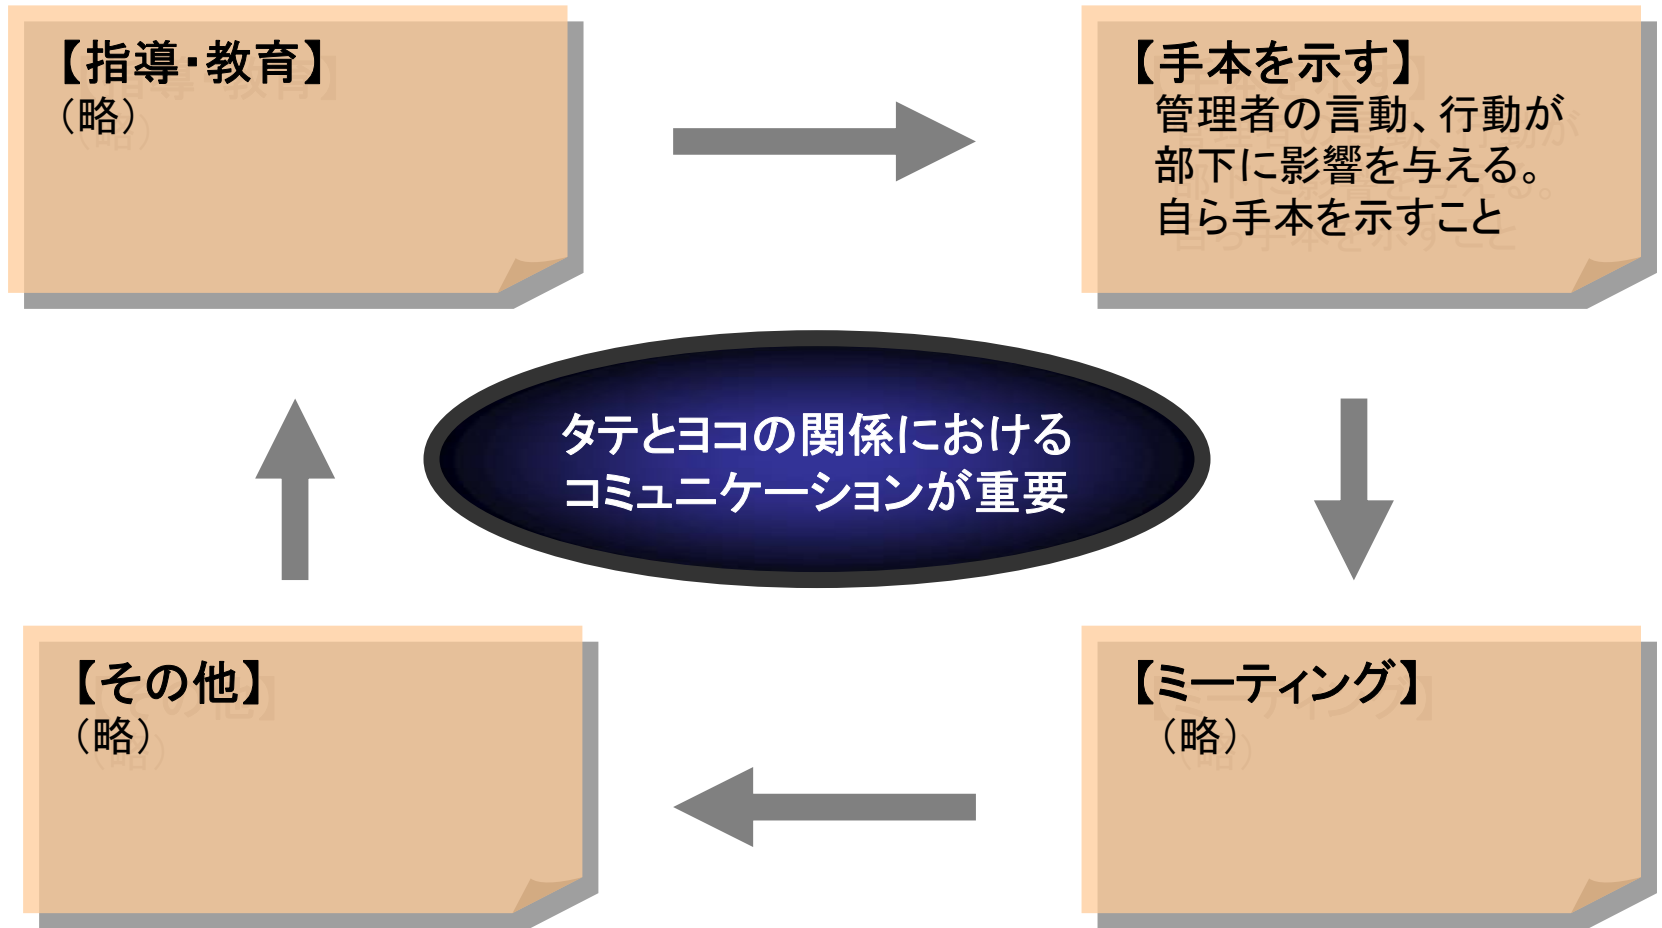 【指導・教育】
（略）
【手本を示す】
管理者の言動、行動が
部下に影響を与える。
自ら手本を示すこと
タテとヨコの関係における
コミュニケーションが重要
【その他】
（略）
【ミーティング】
（略）